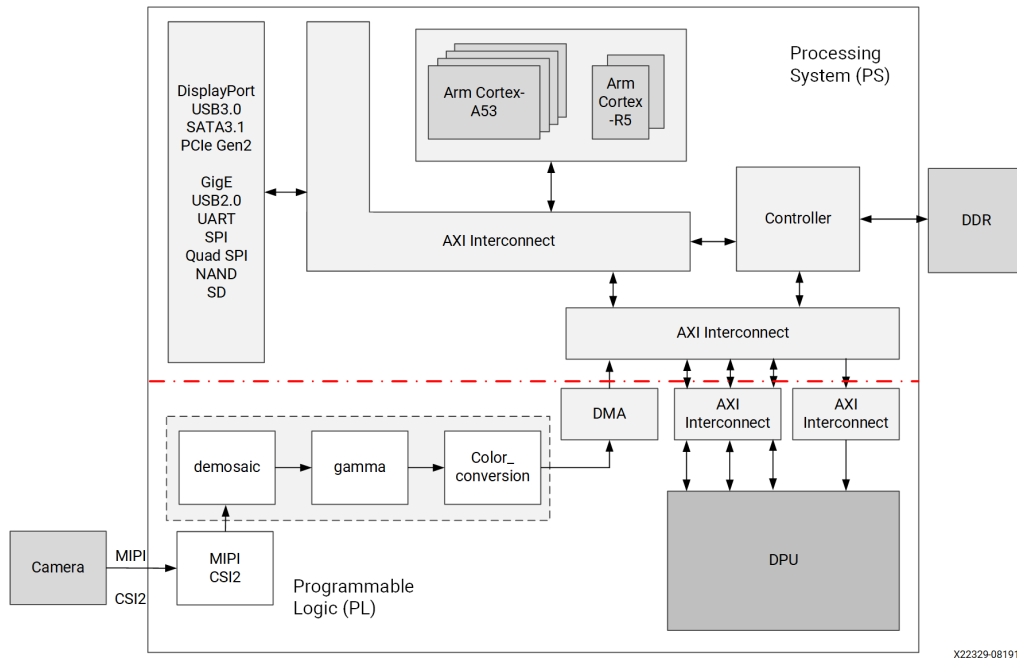 Processing
System (PS)
DisplayPort
USB3.0
SATA3.1
PCIe Gen2
GigE
USB2.0
UART
SPI
Quad SPI
NAND
SD
Arm Cortex-
A53
Arm
Cortex
-R5
AXI Interconnect
Controller
DDR
AXI Interconnect
DMA
AXI
Interconnect
AXI
Interconnect
demosaic
gamma
Color_
conversion
DPU
Camera
MIPI
CSI2
MIPI
CSI2
Programmable
Logic (PL)
X22329-08191